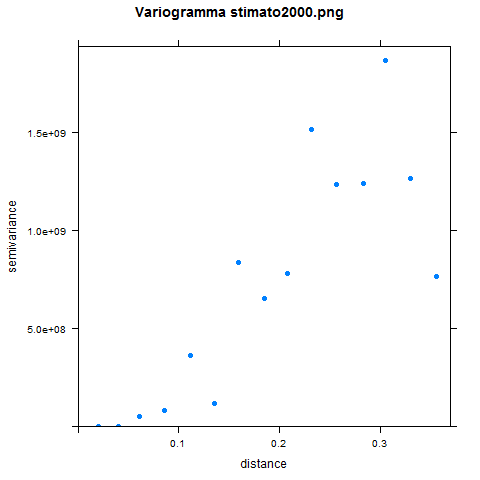 Variogramma stimato2000.png
semivariance
1.5e+09
1.0e+09
5.0e+08
0.1 0.2 0.3
distance